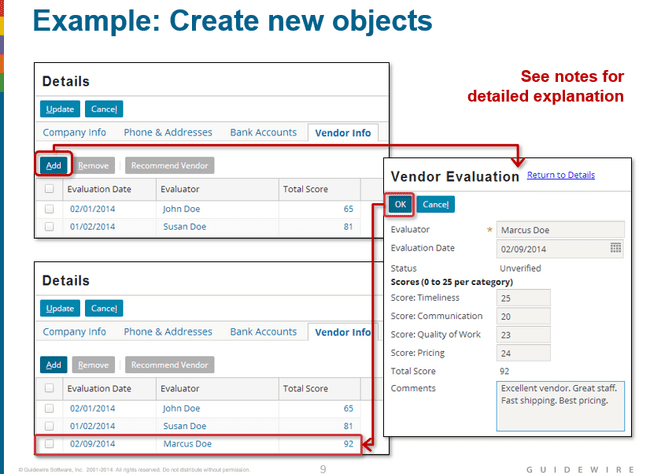 Example: Create new objects
See notes for
detailed explanation
Details
Update Cancel
Company Info Phone & Addresses Bank Accounts Vendor Info
Add Remove Recommend Vendor
Evaluation Date Evaluator Total Score
02/01/2014 John Doe 65
01/02/2014 Susan Doe 81
Vendor Evaluation Return to Details
OK Cancel
Evaluator * Marcus Doe
Evaluation Date 02/09/2014
Status Unverified
Scores (0 to 25 per category)
Score: Timeliness 25
Score: Communication 20
Score: Quality of Work 23
Score: Pricing 24
Total Score 92
Comments Excellent vendor. Great staff.
Fast shipping. Best pricing.
Details
Update Cancel
Company Info Phone & Addresses Bank Accounts Vendor Info
Add Remove Recommend Vendor
Evaluation Date Evaluator Total Score
02/01/2014 John Doe 65
01/02/2014 Susan Doe 81
02/09/2014 Marcus Doe 92
© Guidewire Software, Inc. 2001-2014. All rights reserved. Do not distribute without permission.
9
GUIDEWIRE